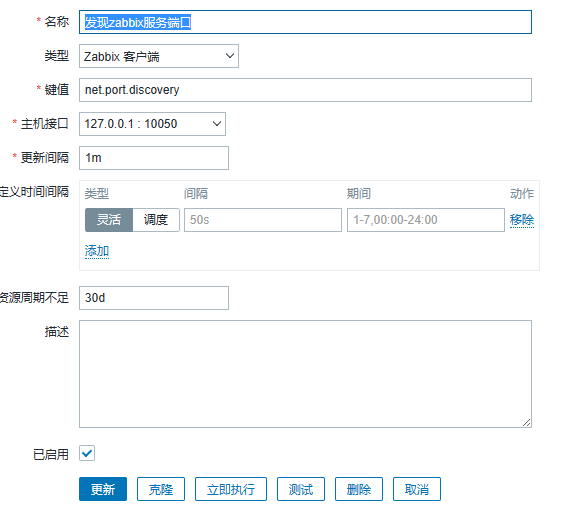 * 名称 发现zabbix服务端口
类型 Zabbix 客户端
* 键值 net.port.discovery
* 主机接口 127.0.0.1 : 10050
* 更新间隔 1m
定义时间间隔 类型 间隔 期间 动作
灵活 调度 50s 1-7,00:00-24:00 移除
添加
资源周期不足 30d
描述
已启用
更新 克隆 立即执行 测试 删除 取消